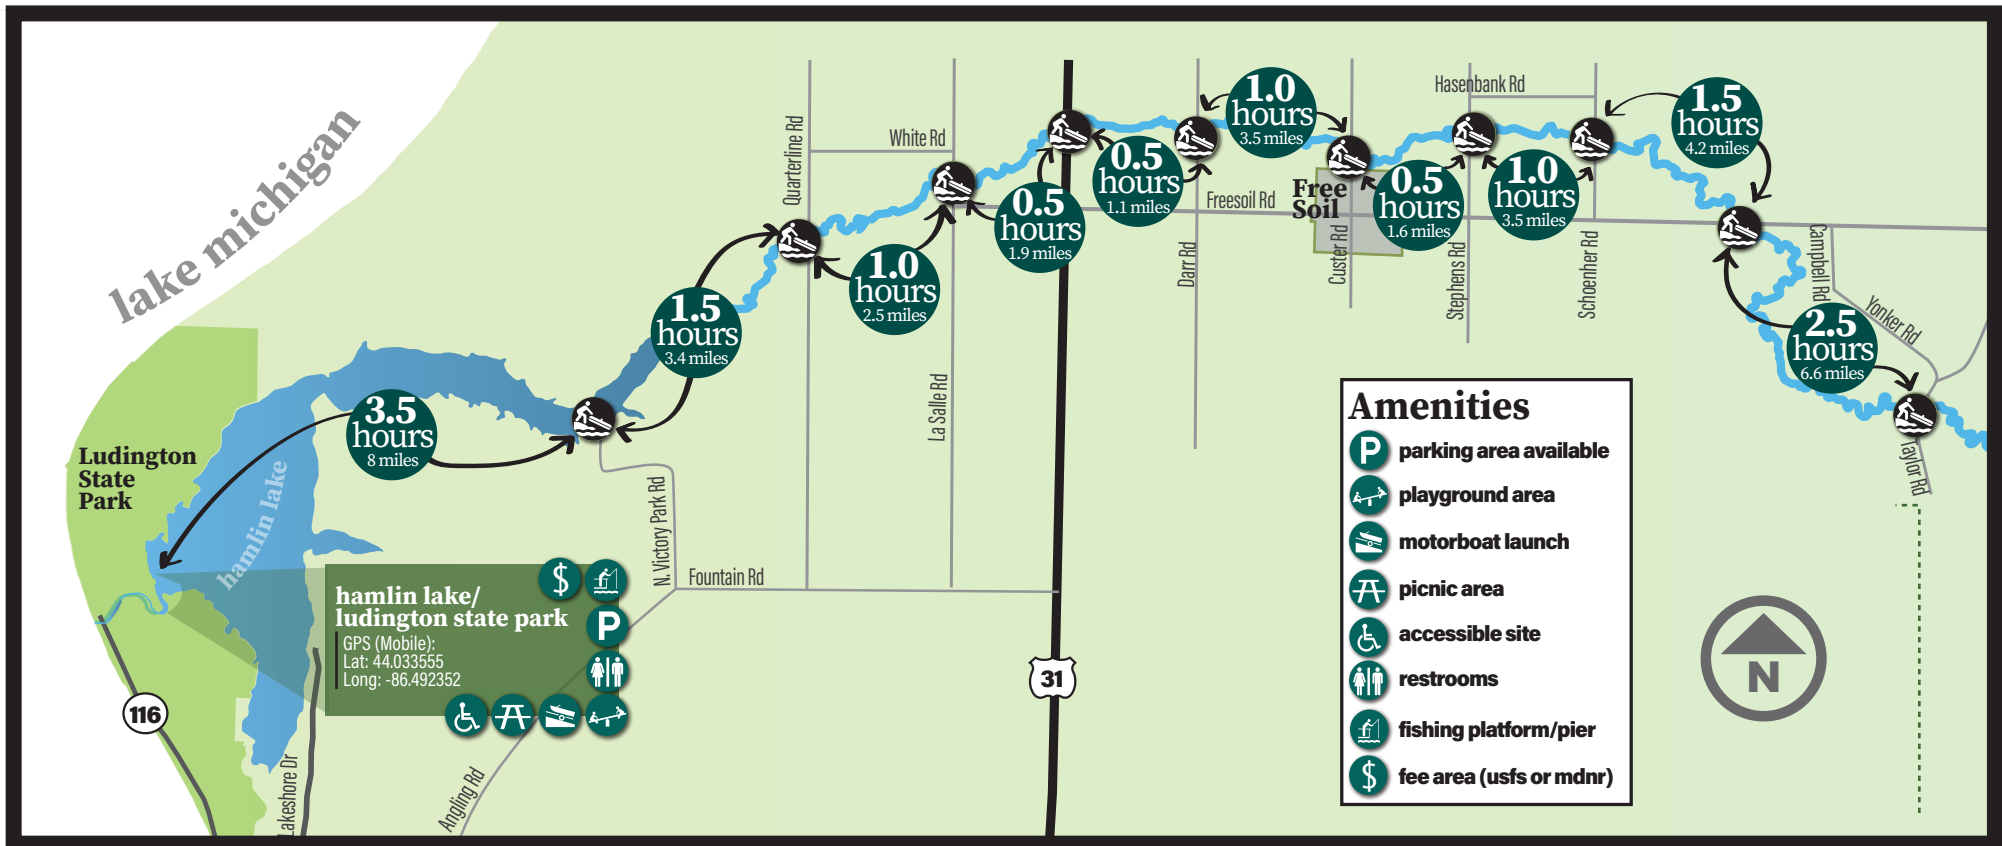 lake michigan
Quarterline Rd
White Rd
1.0
hours
3.5 miles
Hasenbank Rd
1.5
hours
4.2 miles
0.5
hours
1.1 miles
Free
Soil
Freesoil Rd
0.5
hours
1.6 miles
1.0
hours
3.5 miles
0.5
hours
1.9 miles
1.0
hours
2.5 miles
1.5
hours
3.4 miles
Darr Rd
Custer Rd
Stephens Rd
Schoenherr Rd
Campbell Rd
Yonker Rd
2.5
hours
6.6 miles
Taylor Rd
La Salle Rd
3.5
hours
8 miles
Ludington
State
Park
hamlin lake
N. Victory Park Rd
Fountain Rd
hamlin lake/
ludington state park
GPS (Mobile):
Lat: 44.033555
Long: -86.492352
$
P
116
31
Lakeshore Dr
Angling Rd
Amenities
P parking area available
playground area
motorboat launch
picnic area
accessible site
restrooms
fishing platform/pier
$ fee area (usfs or mdnr)
N